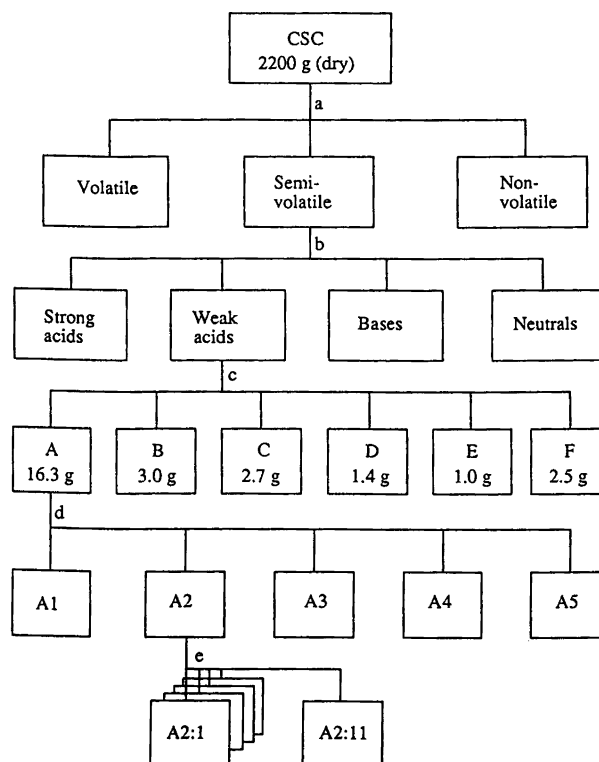 CSC
2200 g (dry)
a
Volatile
Semi-
volatile
Non-
volatile
b
Strong
acids
Weak
acids
Bases
Neutrals
c
A
16.3 g
B
3.0 g
C
2.7 g
D
1.4 g
E
1.0 g
F
2.5 g
d
A1
A2
A3
A4
A5
e
A2:1
A2:11